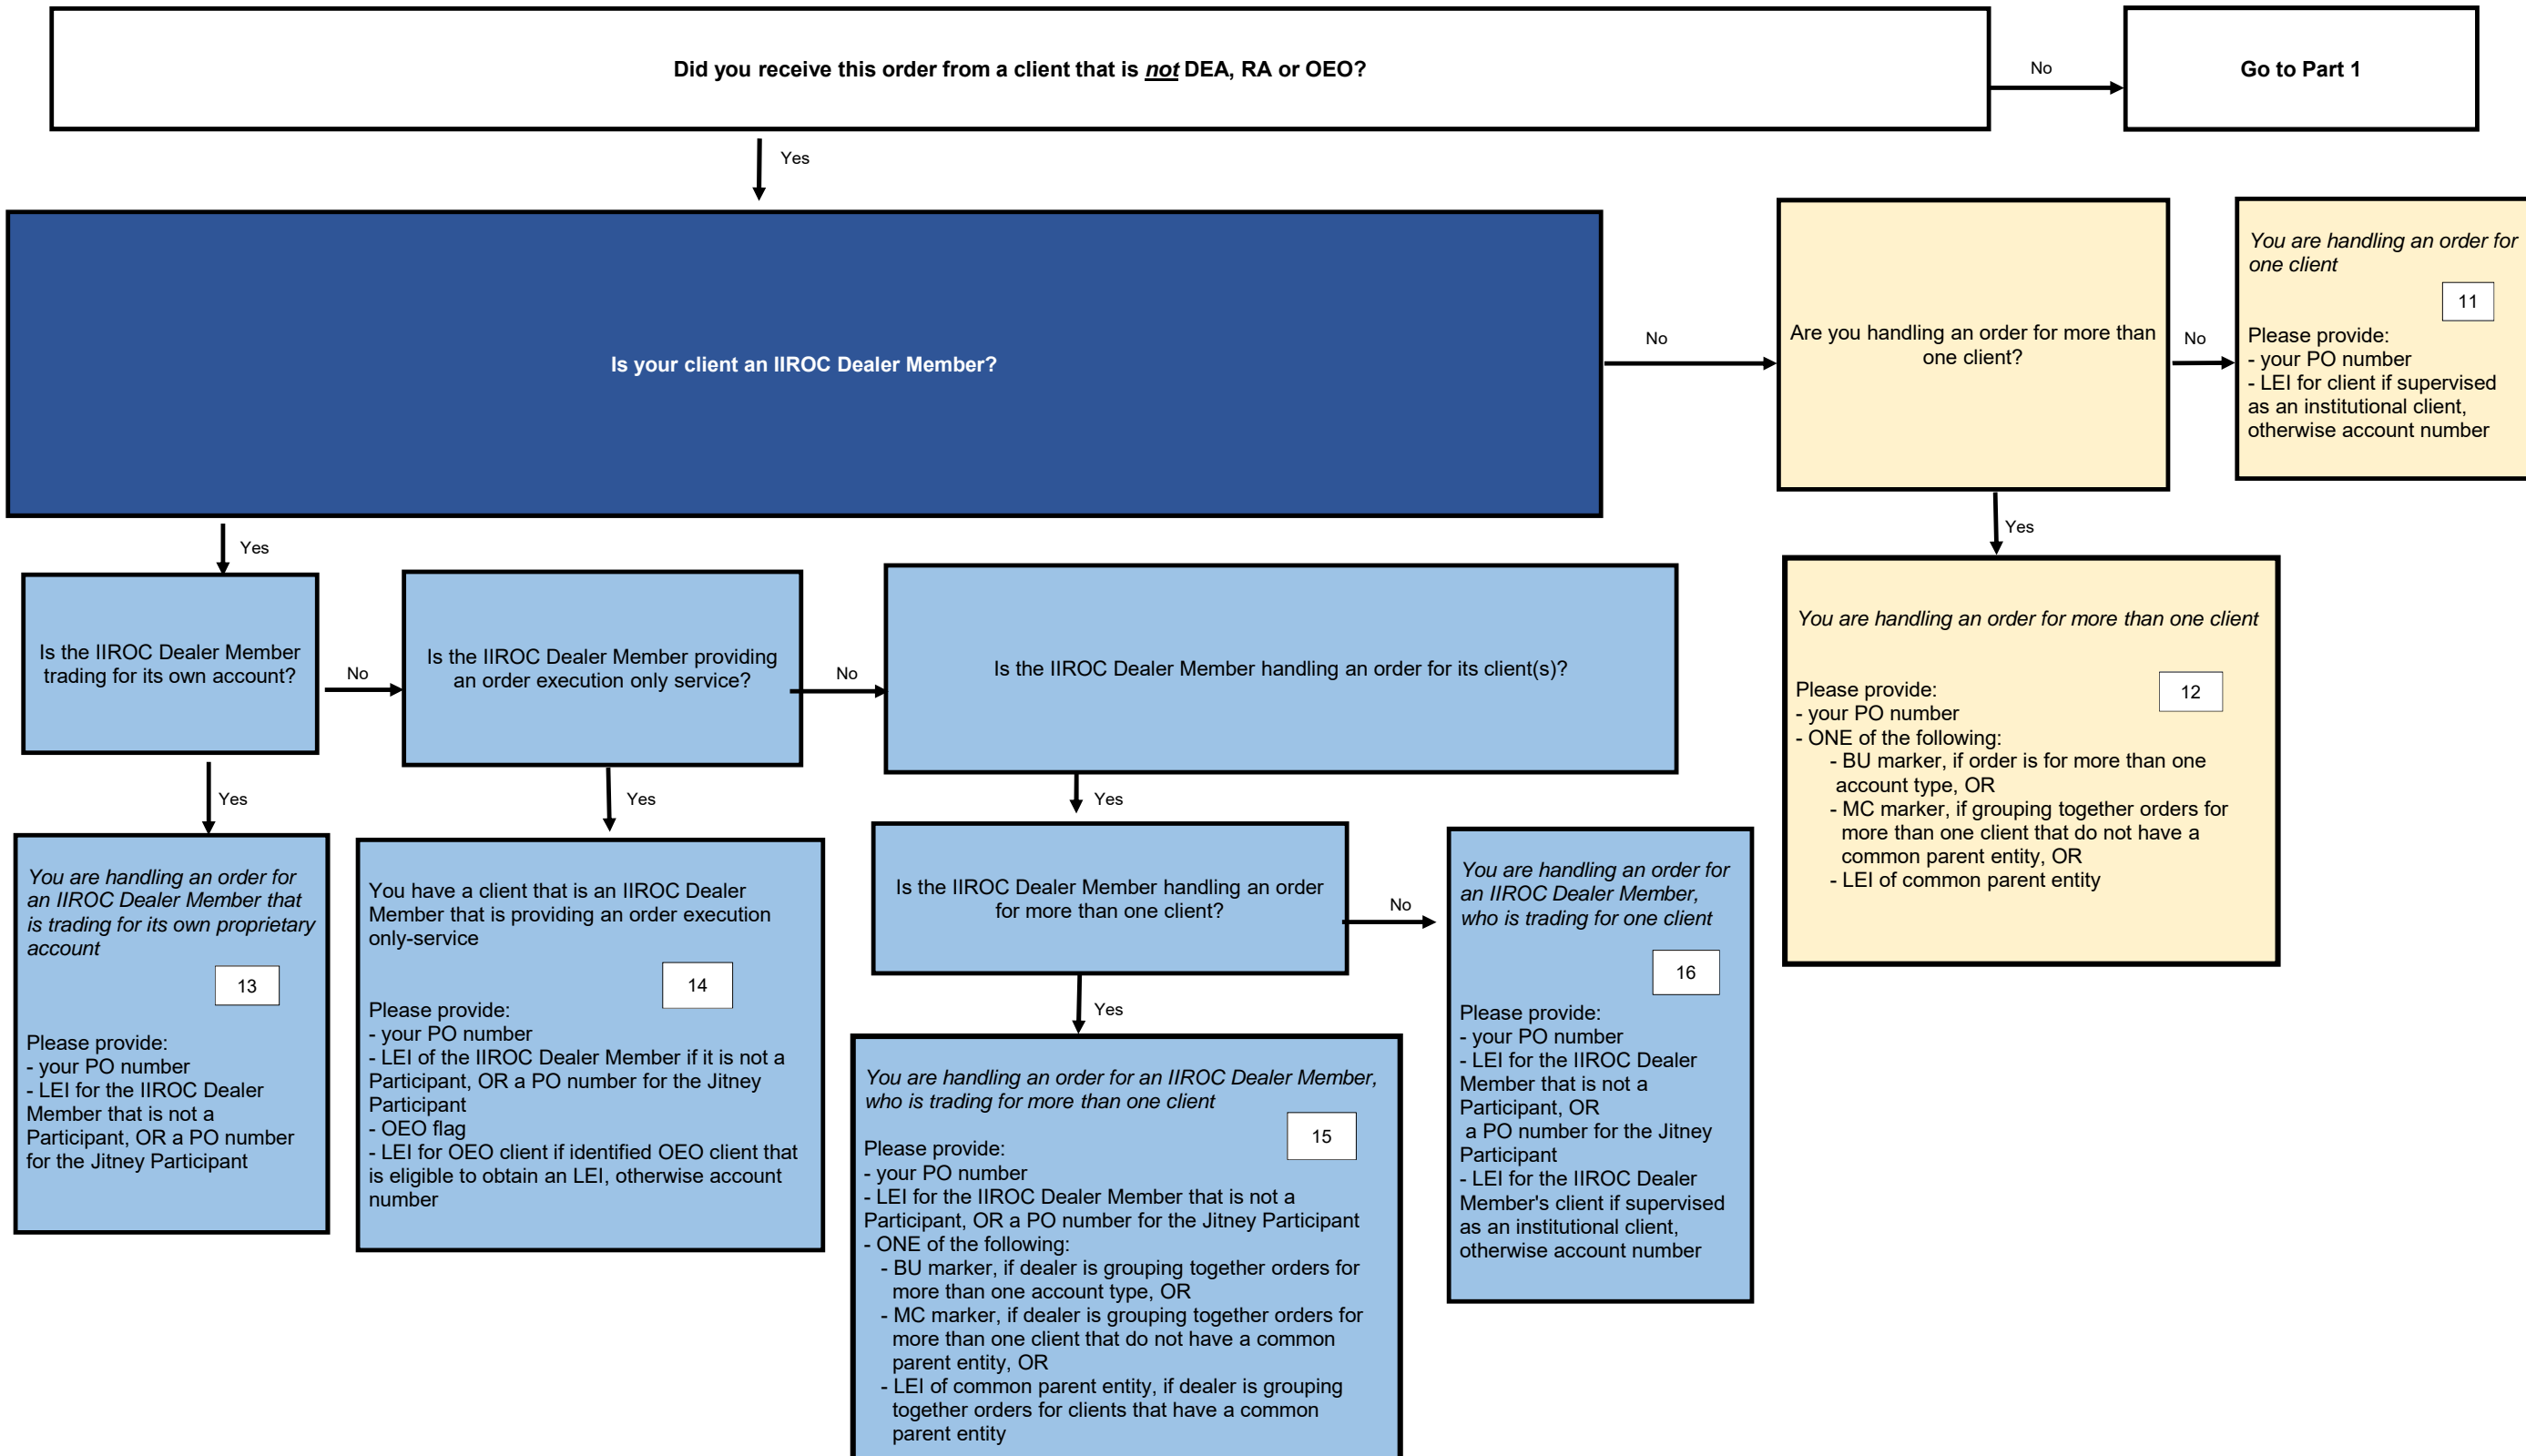 Did you receive this order from a client that is not DEA, RA or OEO?
No
Go to Part 1
Yes
Is your client an IIROC Dealer Member?
No
Are you handling an order for more than
one client?
No
You are handling an order for
one client
11
Please provide:
- your PO number
- LEI for client if supervised
as an institutional client,
otherwise account number
Yes
You are handling an order for more than one client
12
Please provide:
- your PO number
- ONE of the following:
- BU marker, if order is for more than one
account type, OR
- MC marker, if grouping together orders for
more than one client that do not have a
common parent entity, OR
- LEI of common parent entity
Yes
Is the IIROC Dealer Member
trading for its own account?
No
Is the IIROC Dealer Member providing
an order execution only service?
No
Is the IIROC Dealer Member handling an order for its client(s)?
Yes
You are handling an order for
an IIROC Dealer Member that
is trading for its own proprietary
account
13
Please provide:
- your PO number
- LEI for the IIROC Dealer
Member that is not a
Participant, OR a PO number
for the Jitney Participant
Yes
You have a client that is an IIROC Dealer
Member that is providing an order execution
only-service
14
Please provide:
- your PO number
- LEI of the IIROC Dealer Member if it is not a
Participant, OR a PO number for the Jitney
Participant
- OEO flag
- LEI for OEO client if identified OEO client that
is eligible to obtain an LEI, otherwise account
number
Yes
Is the IIROC Dealer Member handling an order
for more than one client?
No
You are handling an order for
an IIROC Dealer Member,
who is trading for one client
16
Please provide:
- your PO number
- LEI for the IIROC Dealer
Member that is not a
Participant, OR
a PO number for the Jitney
Participant
- LEI for the IIROC Dealer
Member's client if supervised
as an institutional client,
otherwise account number
Yes
You are handling an order for an IIROC Dealer Member,
who is trading for more than one client
15
Please provide:
- your PO number
- LEI for the IIROC Dealer Member that is not a
Participant, OR a PO number for the Jitney Participant
- ONE of the following:
- BU marker, if dealer is grouping together orders for
more than one account type, OR
- MC marker, if dealer is grouping together orders for
more than one client that do not have a common
parent entity, OR
- LEI of common parent entity, if dealer is grouping
together orders for clients that have a common
parent entity